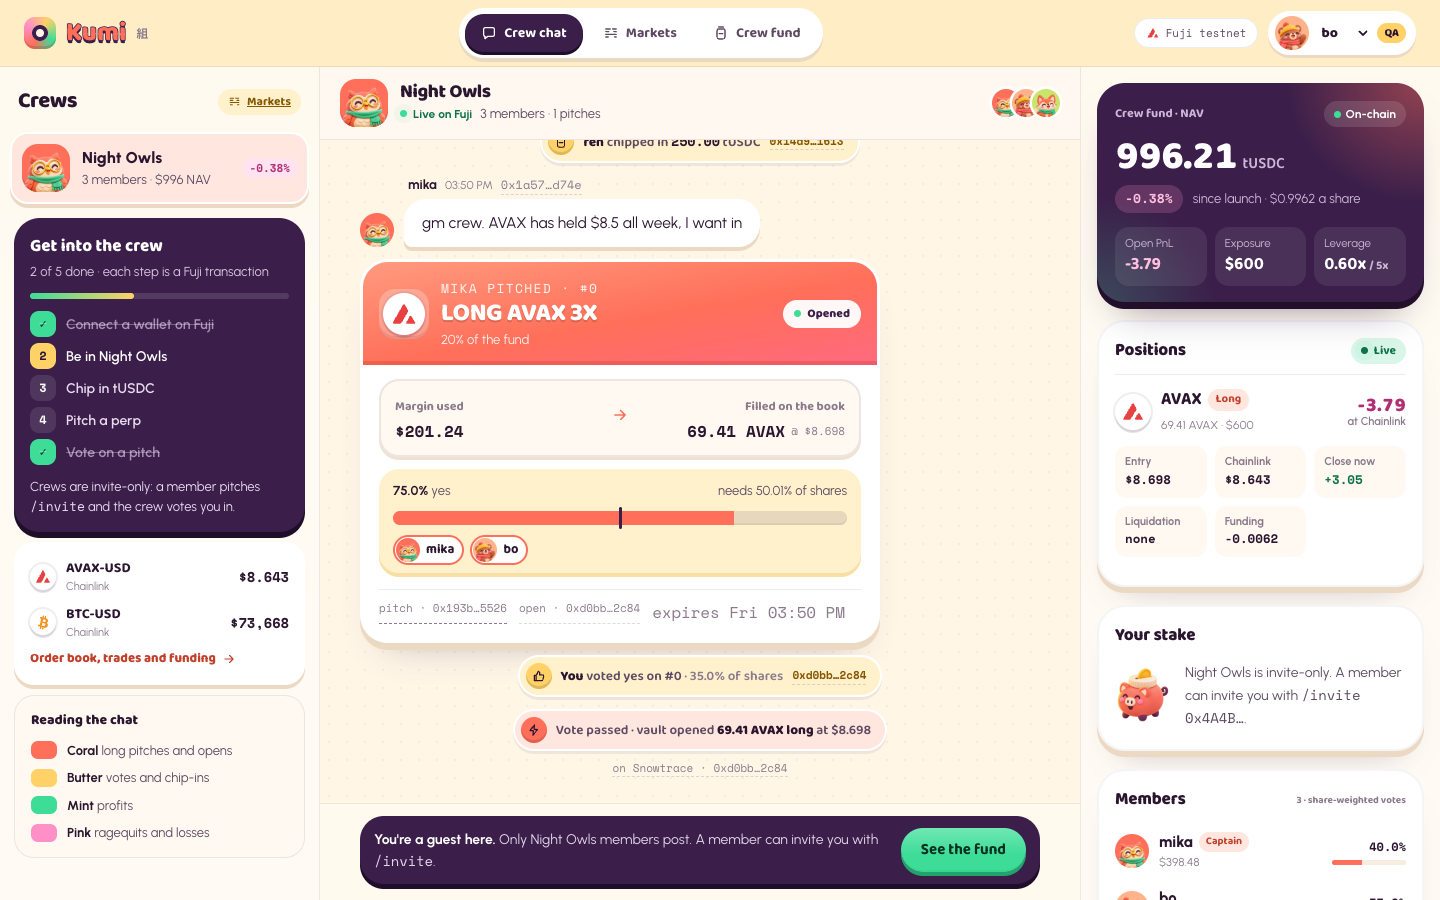 Kumi 組
Crew chat
Markets
Crew fund
Fuji testnet
bo
QA
Crews
Markets
Night Owls
3 members · $996 NAV
-0.38%
Get into the crew
2 of 5 done · each step is a Fuji transaction
✓ Connect a wallet on Fuji
2 Be in Night Owls
3 Chip in tUSDC
4 Pitch a perp
✓ Vote on a pitch
Crews are invite-only: a member pitches
/invite and the crew votes you in.
AVAX-USD
Chainlink
$8.643
BTC-USD
Chainlink
$73,668
Order book, trades and funding →
Reading the chat
Coral long pitches and opens
Butter votes and chip-ins
Mint profits
Pink ragequits and losses
Night Owls
Live on Fuji 3 members · 1 pitches
ren chipped in 250.00 tUSDC 0x14d9…1613
mika 03:50 PM 0x1a57…d74e
gm crew. AVAX has held $8.5 all week, I want in
MIKA PITCHED · #0
LONG AVAX 3X
20% of the fund
Opened
Margin used
$201.24
→
Filled on the book
69.41 AVAX @ $8.698
75.0% yes
needs 50.01% of shares
mika
bo
pitch · 0x193b…5526 open · 0xd0bb…2c84 expires Fri 03:50 PM
You voted yes on #0 · 35.0% of shares 0xd0bb…2c84
Vote passed · vault opened 69.41 AVAX long at $8.698
on Snowtrace · 0xd0bb…2c84
You're a guest here. Only Night Owls members post. A member can invite you with
/invite.
See the fund
Crew fund · NAV
On-chain
996.21 tUSDC
-0.38% since launch · $0.9962 a share
Open PnL
-3.79
Exposure
$600
Leverage
0.60x / 5x
Positions
Live
AVAX Long
69.41 AVAX · $600
-3.79
at Chainlink
Entry
$8.698
Chainlink
$8.643
Close now
+3.05
Liquidation
none
Funding
-0.0062
Your stake
Night Owls is invite-only. A member
can invite you with /invite
0x4A4B….
Members
3 · share-weighted votes
mika Captain
$398.48
40.0%
bo